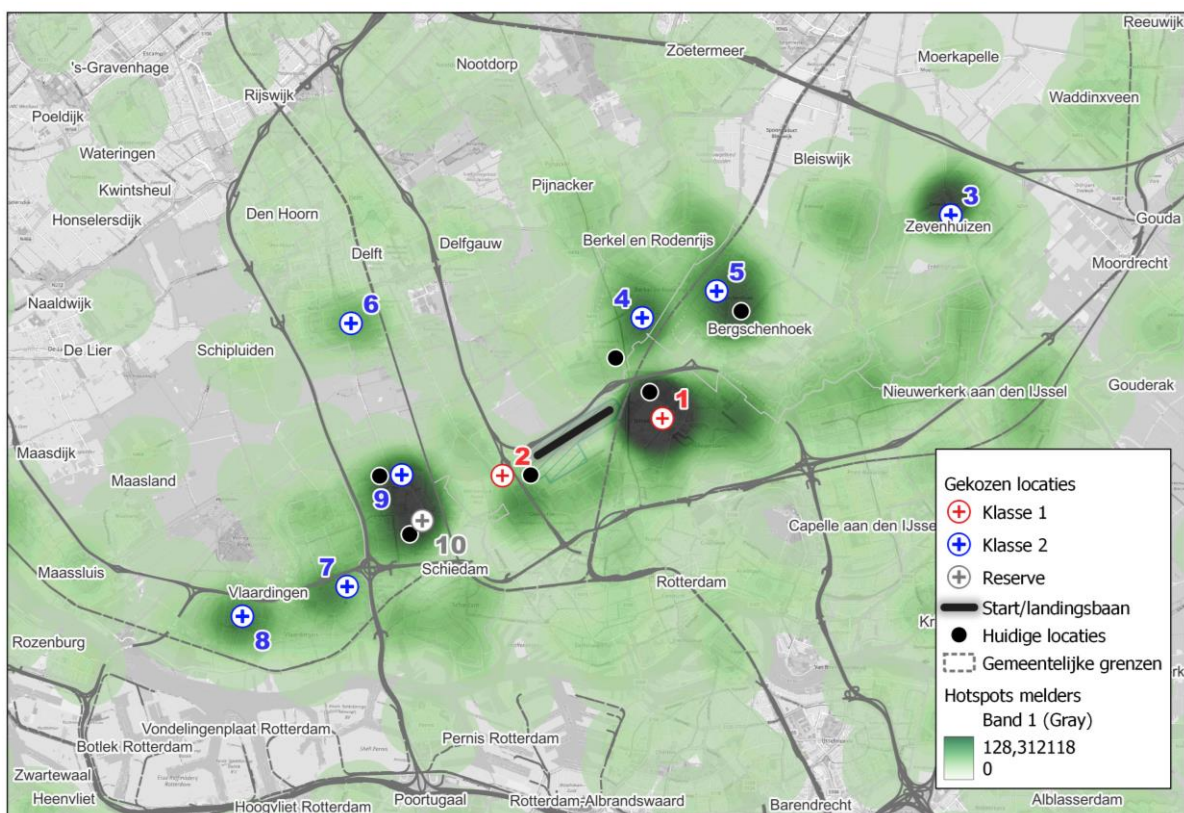 Reeuwijk
Zoetermeer
Moerkapelle
's-Gravenhage
Nootdorp
Rijswijk
Waddinxveen
Poeldijk
Wateringen
Bleiswijk
Kwintsheul
Pijnacker
3
Honselersdijk
Den Hoorn
Gouda
Zevenhuizen
Delft
Delfgauw
Berkel en Rodenrijs
Moordrecht
5
Naaldwijk
6
4
Bergschenhoek
De Lier
Schipluiden
Nieuwerkerk aan den IJssel
Gouderak
1
Maasdijk
2
Maasland
9
Capelle aan den IJssel
10
Maassluis
7
Schiedam
Rotterdam
Vlaardingen
8
Rozenburg
Vondelingenplaat Rotterdam
Botlek Rotterdam
Pernis Rotterdam
Zwartewaal
Heenvliet
Hoogvliet Rotterdam
Poortugaal
Rotterdam-Albrandswaard
Barendrecht
Alblasserdam
Gekozen locaties
Klasse 1
Klasse 2
Reserve
Start/landingsbaan
Huidige locaties
Gemeentelijke grenzen
Hotspots melders
Band 1 (Gray)
128,312118
0